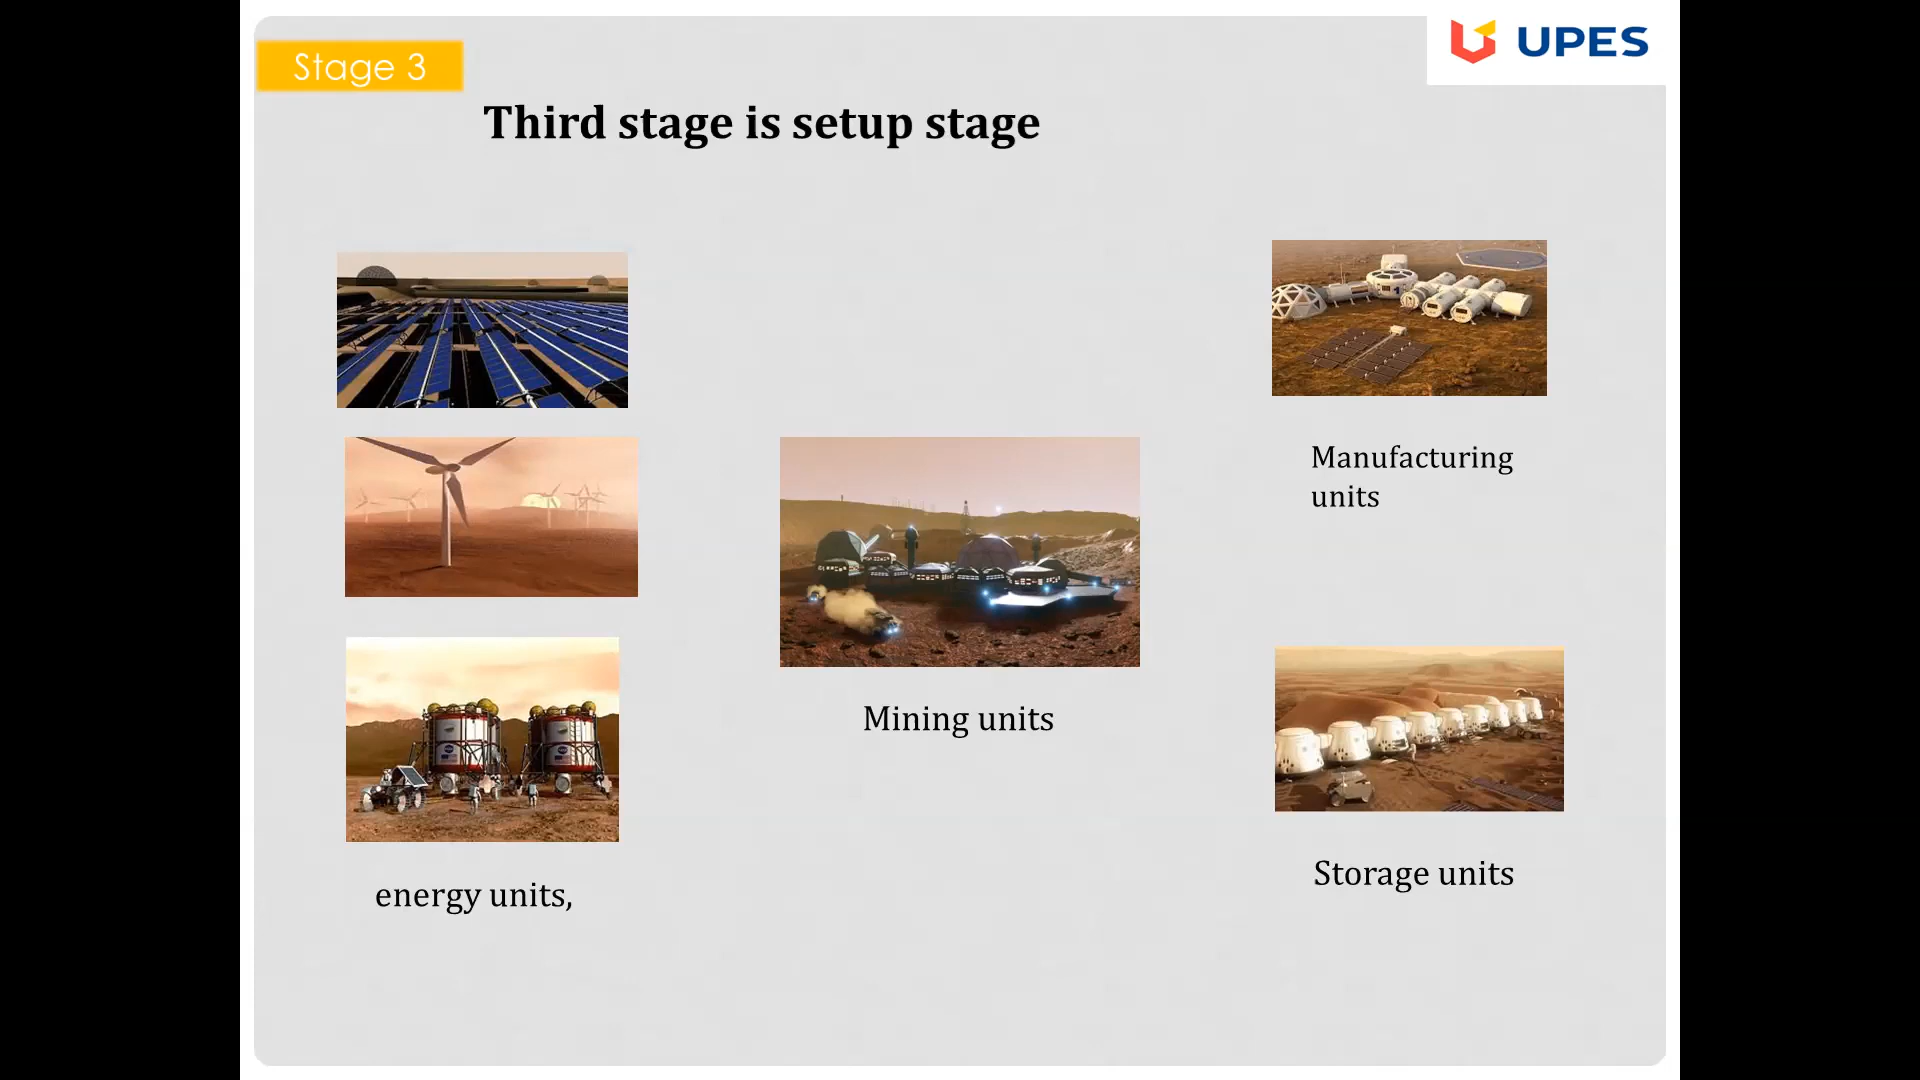 Stage 3
UPES
Third stage is setup stage
Manufacturing
units
Mining units
Storage units
energy units,